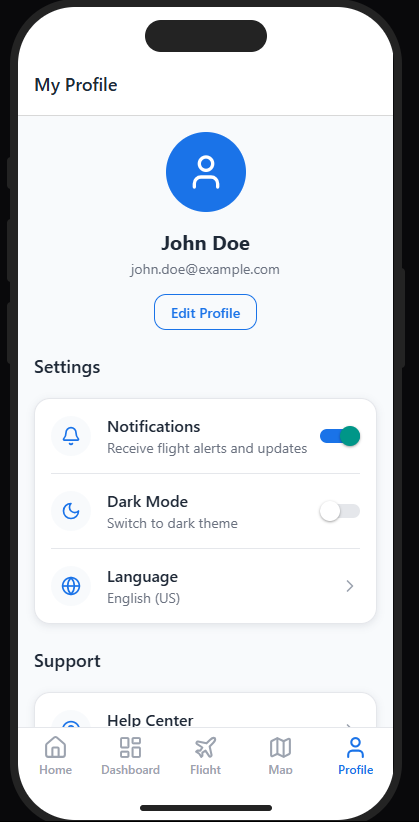 My Profile
John Doe
john.doe@example.com
Edit Profile
Settings
Notifications
Receive flight alerts and updates
Dark Mode
Switch to dark theme
Language
English (US)
Support
Help Center
Home
Dashboard
Flight
Map
Profile